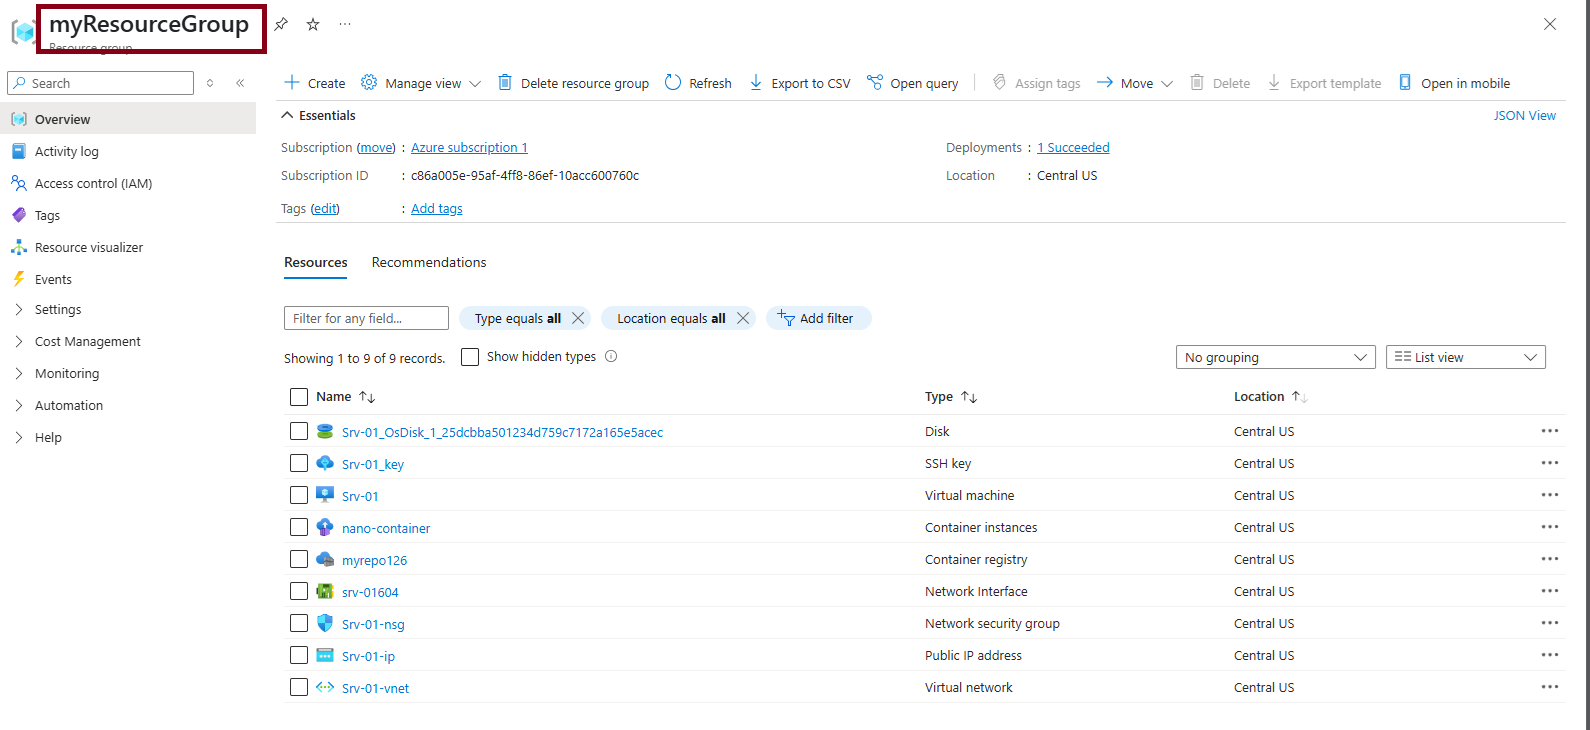 myResourceGroup
Resource group
Search
Create Manage view Delete resource group Refresh Export to CSV Open query Assign tags Move Delete Export template Open in mobile
Overview
Activity log
Access control (IAM)
Tags
Resource visualizer
Events
Settings
Cost Management
Monitoring
Automation
Help
Essentials
JSON View
Subscription (move) : Azure subscription 1
Deployments : 1 Succeeded
Subscription ID : c86a005e-95af-4ff8-86ef-10acc600760c
Location : Central US
Tags (edit) : Add tags
Resources Recommendations
Filter for any field... Type equals all Location equals all Add filter
Showing 1 to 9 of 9 records. Show hidden types No grouping List view
Name Type Location
Srv-01_OsDisk_1_25dcbba501234d759c7172a165e5acec Disk Central US
Srv-01_key SSH key Central US
Srv-01 Virtual machine Central US
nano-container Container instances Central US
myrepo126 Container registry Central US
srv-01604 Network Interface Central US
Srv-01-nsg Network security group Central US
Srv-01-ip Public IP address Central US
Srv-01-vnet Virtual network Central US